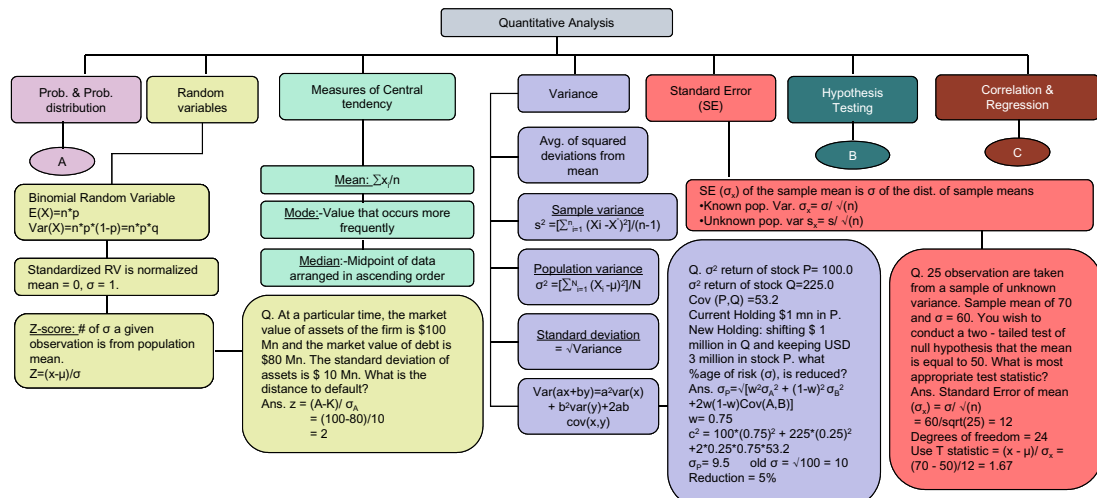 Quantitative Analysis
Prob. & Prob.
distribution
Random
variables
Measures of Central
tendency
Variance
Standard Error
(SE)
Hypothesis
Testing
Correlation &
Regression
A
B
C
Binomial Random Variable
E(X)=n*p
Var(X)=n*p*(1-p)=n*p*q
Standardized RV is normalized
mean = 0, σ = 1.
Z-score: # of σ a given
observation is from population
mean.
Z=(x-μ)/σ
Mean: ∑xᵢ/n
Mode:-Value that occurs more
frequently
Median:-Midpoint of data
arranged in ascending order
Q. At a particular time, the market
value of assets of the firm is $100
Mn and the market value of debt is
$80 Mn. The standard deviation of
assets is $ 10 Mn. What is the
distance to default?
Ans. z = (A-K)/ σA
= (100-80)/10
= 2
Avg. of squared
deviations from
mean
Sample variance
s² =[∑ⁿᵢ₌₁ (Xi -X')²]/(n-1)
Population variance
σ² =[∑ᴺᵢ₌₁ (Xᵢ -μ)²]/N
Standard deviation
= √Variance
Var(ax+by)=a²var(x)
+ b²var(y)+2ab
cov(x,y)
SE (σₓ) of the sample mean is σ of the dist. of sample means
•Known pop. Var. σₓ= σ/ √(n)
•Unknown pop. var sₓ= s/ √(n)
Q. σ² return of stock P= 100.0
σ² return of stock Q=225.0
Cov (P,Q) =53.2
Current Holding $1 mn in P.
New Holding: shifting $ 1
million in Q and keeping USD
3 million in stock P. what
%age of risk (σ), is reduced?
Ans. σP=√[w²σA² + (1-w)² σB²
+2w(1-w)Cov(A,B)]
w= 0.75
c² = 100*(0.75)² + 225*(0.25)²
+2*0.25*0.75*53.2
σP= 9.5 old σ = √100 = 10
Reduction = 5%
Q. 25 observation are taken
from a sample of unknown
variance. Sample mean of 70
and σ = 60. You wish to
conduct a two - tailed test of
null hypothesis that the mean
is equal to 50. What is most
appropriate test statistic?
Ans. Standard Error of mean
(σₓ) = σ/ √(n)
= 60/sqrt(25) = 12
Degrees of freedom = 24
Use T statistic = (x - μ)/ σₓ =
(70 - 50)/12 = 1.67